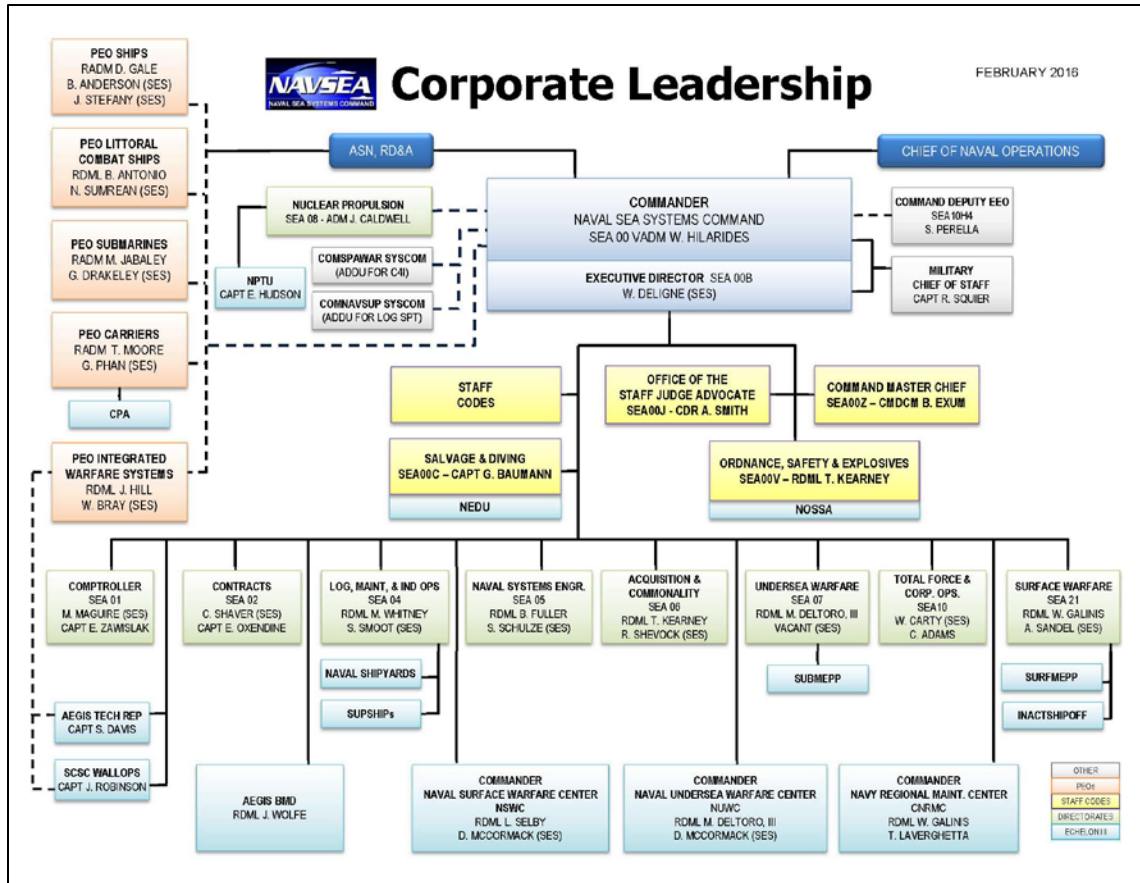 NAVSEA
NAVAL SEA SYSTEMS COMMAND
Corporate Leadership
FEBRUARY 2016
PEO SHIPS
RADM D. GALE
B. ANDERSON (SES)
J. STEFANY (SES)
PEO LITTORAL
COMBAT SHIPS
RDML B. ANTONIO
N. SUMREAN (SES)
PEO SUBMARINES
RADM M. JABALEY
G. DRAKELEY (SES)
PEO CARRIERS
RADM T. MOORE
G. PHAN (SES)
CPA
PEO INTEGRATED
WARFARE SYSTEMS
RDML J. HILL
W. BRAY (SES)
ASN, RD&A
CHIEF OF NAVAL OPERATIONS
NUCLEAR PROPULSION
SEA 08 - ADM J. CALDWELL
NPTU
CAPT E. HUDSON
COMSPAWAR SYSCOM
(ADDU FOR C4I)
COMNAVSUP SYSCOM
(ADDU FOR LOG SPT)
COMMANDER
NAVAL SEA SYSTEMS COMMAND
SEA 00 VADM W. HILARIDES
EXECUTIVE DIRECTOR SEA 00B
W. DELIGNE (SES)
COMMAND DEPUTY EEO
SEA 10H4
S. PERELLA
MILITARY
CHIEF OF STAFF
CAPT R. SQUIER
STAFF
CODES
OFFICE OF THE
STAFF JUDGE ADVOCATE
SEA00J - CDR A. SMITH
COMMAND MASTER CHIEF
SEA00Z – CMDCM B. EXUM
SALVAGE & DIVING
SEA00C – CAPT G. BAUMANN
NEDU
ORDNANCE, SAFETY & EXPLOSIVES
SEA00V – RDML T. KEARNEY
NOSSA
COMPTROLLER
SEA 01
M. MAGUIRE (SES)
CAPT E. ZAWISLAK
CONTRACTS
SEA 02
C. SHAVER (SES)
CAPT E. OXENDINE
LOG, MAINT, & IND OPS
SEA 04
RDML M. WHITNEY
S. SMOOT (SES)
NAVAL SYSTEMS ENGR.
SEA 05
RDML B. FULLER
S. SCHULZE (SES)
ACQUISITION &
COMMONALITY
SEA 06
RDML T. KEARNEY
R. SHEVOCK (SES)
UNDERSEA WARFARE
SEA 07
RDML M. DELTORO, III
VACANT (SES)
TOTAL FORCE &
CORP. OPS.
SEA10
W. CARTY (SES)
C. ADAMS
SURFACE WARFARE
SEA 21
RDML W. GALINIS
A. SANDEL (SES)
NAVAL SHIPYARDS
SUPSHIPs
SUBMEPP
SURFMEPP
INACTSHIPOFF
AEGIS TECH REP
CAPT S. DAVIS
SCSC WALLOPS
CAPT J. ROBINSON
AEGIS BMD
RDML J. WOLFE
COMMANDER
NAVAL SURFACE WARFARE CENTER
NSWC
RDML L. SELBY
D. MCCORMACK (SES)
COMMANDER
NAVAL UNDERSEA WARFARE CENTER
NUWC
RDML M. DELTORO, III
D. MCCORMACK (SES)
COMMANDER
NAVY REGIONAL MAINT. CENTER
CNRMC
RDML W. GALINIS
T. LAVERGHETTA
OTHER
PEOs
STAFF CODES
DIRECTORATES
ECHELON III